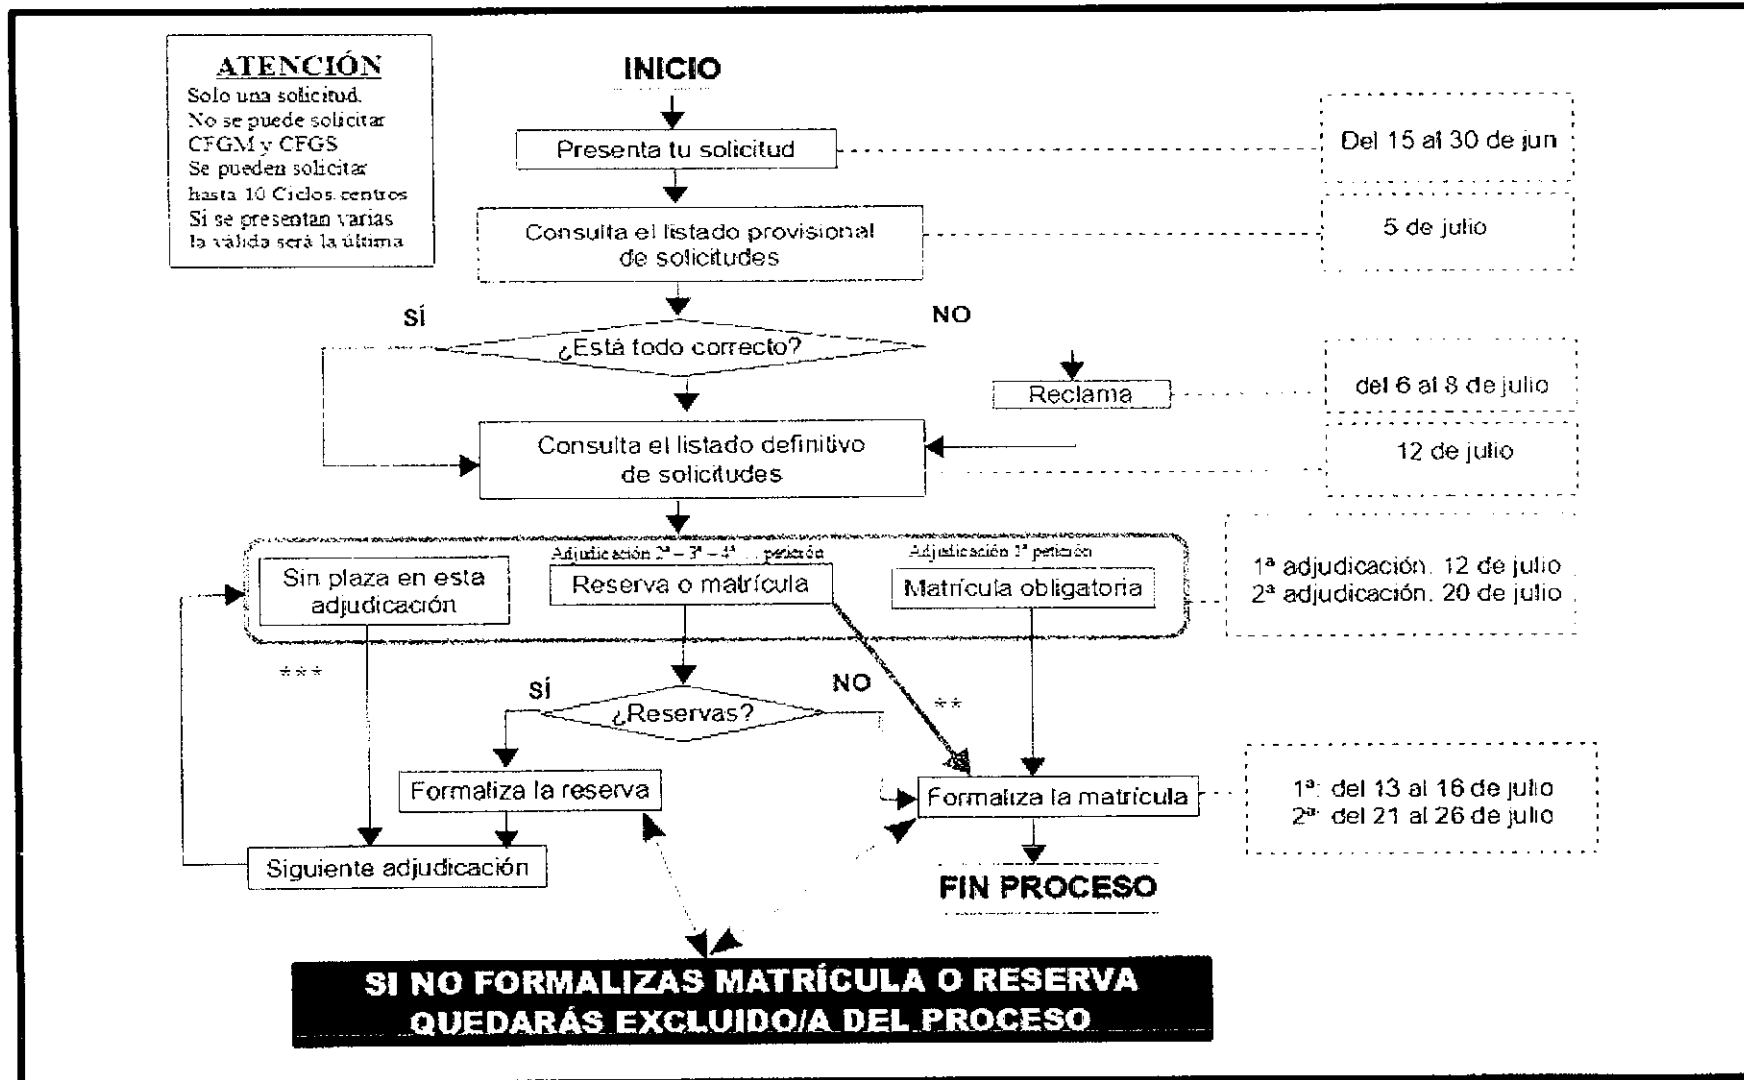 ATENCIÓN
Solo una solicitud.
No se puede solicitar
CFGM y CFGS
Se pueden solicitar
hasta 10 Ciclos centros
Si se presentan varias
la válida será la última
INICIO
Presenta tu solicitud
Del 15 al 30 de jun
Consulta el listado provisional
de solicitudes
5 de julio
SÍ
NO
¿Está todo correcto?
Reclama
del 6 al 8 de julio
Consulta el listado definitivo
de solicitudes
12 de julio
Sin plaza en esta
adjudicación
Adjudicación 2ª – 3ª – 4ª ... petición
Reserva o matrícula
Adjudicación 1ª petición
Matrícula obligatoria
1ª adjudicación. 12 de julio
2ª adjudicación. 20 de julio
***
SÍ
NO
**
¿Reservas?
Formaliza la reserva
Formaliza la matrícula
1ª: del 13 al 16 de julio
2ª: del 21 al 26 de julio
Siguiente adjudicación
FIN PROCESO
SI NO FORMALIZAS MATRÍCULA O RESERVA
QUEDARÁS EXCLUIDO/A DEL PROCESO